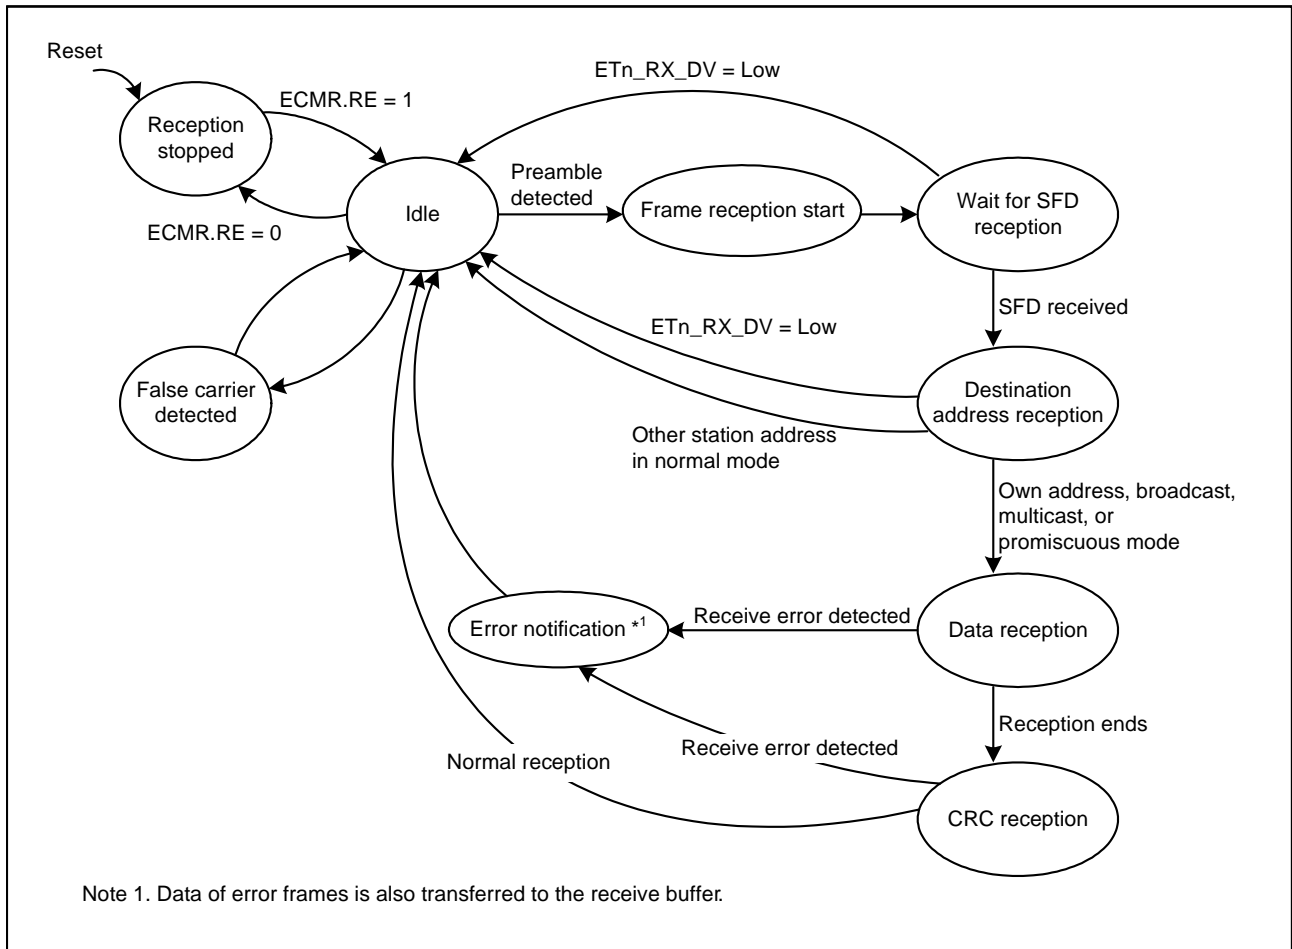 Reset
ETn_RX_DV = Low
ECMR.RE = 1
Reception
stopped
Preamble
detected
Idle
Frame reception start
Wait for SFD
reception
ECMR.RE = 0
SFD received
ETn_RX_DV = Low
False carrier
detected
Destination
address reception
Other station address
in normal mode
Own address, broadcast,
multicast, or
promiscuous mode
Receive error detected
Error notification *1
Data reception
Reception ends
Receive error detected
Normal reception
CRC reception
Note 1. Data of error frames is also transferred to the receive buffer.